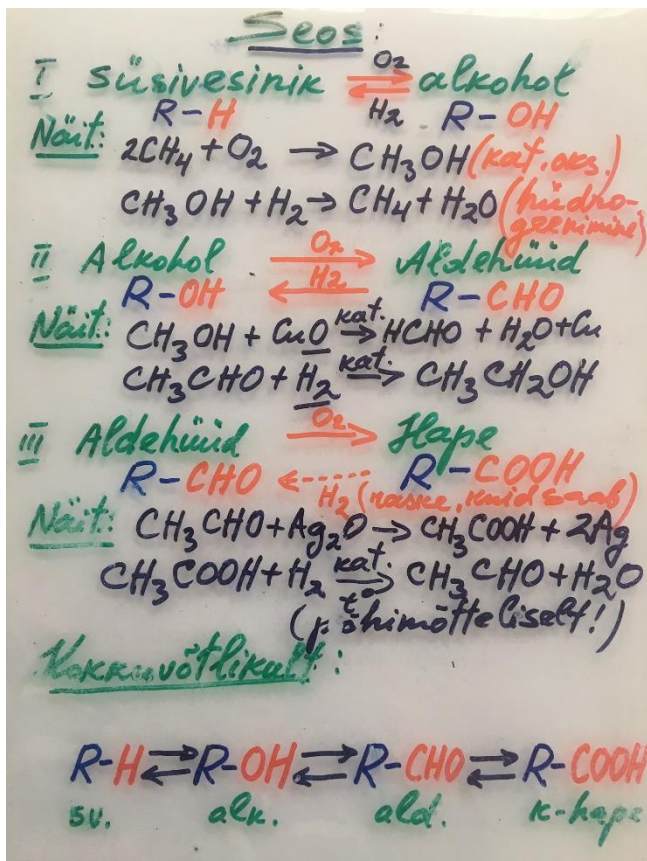 Seos:
I süsivesinik ⇌ alkohol
O₂
H₂
R-H R-OH
Näit: 2CH₄ + O₂ → CH₃OH (kat. oks.)
CH₃OH + H₂ → CH₄ + H₂O (hüdro-
geenimine)
II Alkohol O₂ Aldehüüd
H₂
R-OH R-CHO
Näit: CH₃OH + CuO kat.→ HCHO + H₂O + Cu
CH₃CHO + H₂ kat.→ CH₃CH₂OH
III Aldehüüd O₂→ Hape
R-CHO R-COOH
H₂ (raske, kuid saab)
Näit: CH₃CHO + Ag₂O → CH₃COOH + 2Ag
CH₃COOH + H₂ kat.→ t° CH₃CHO + H₂O
(põhimõtteliselt!)
Kokkuvõtlikult:
R-H ⇌ R-OH ⇌ R-CHO ⇌ R-COOH
sv. alk. ald. k-hape